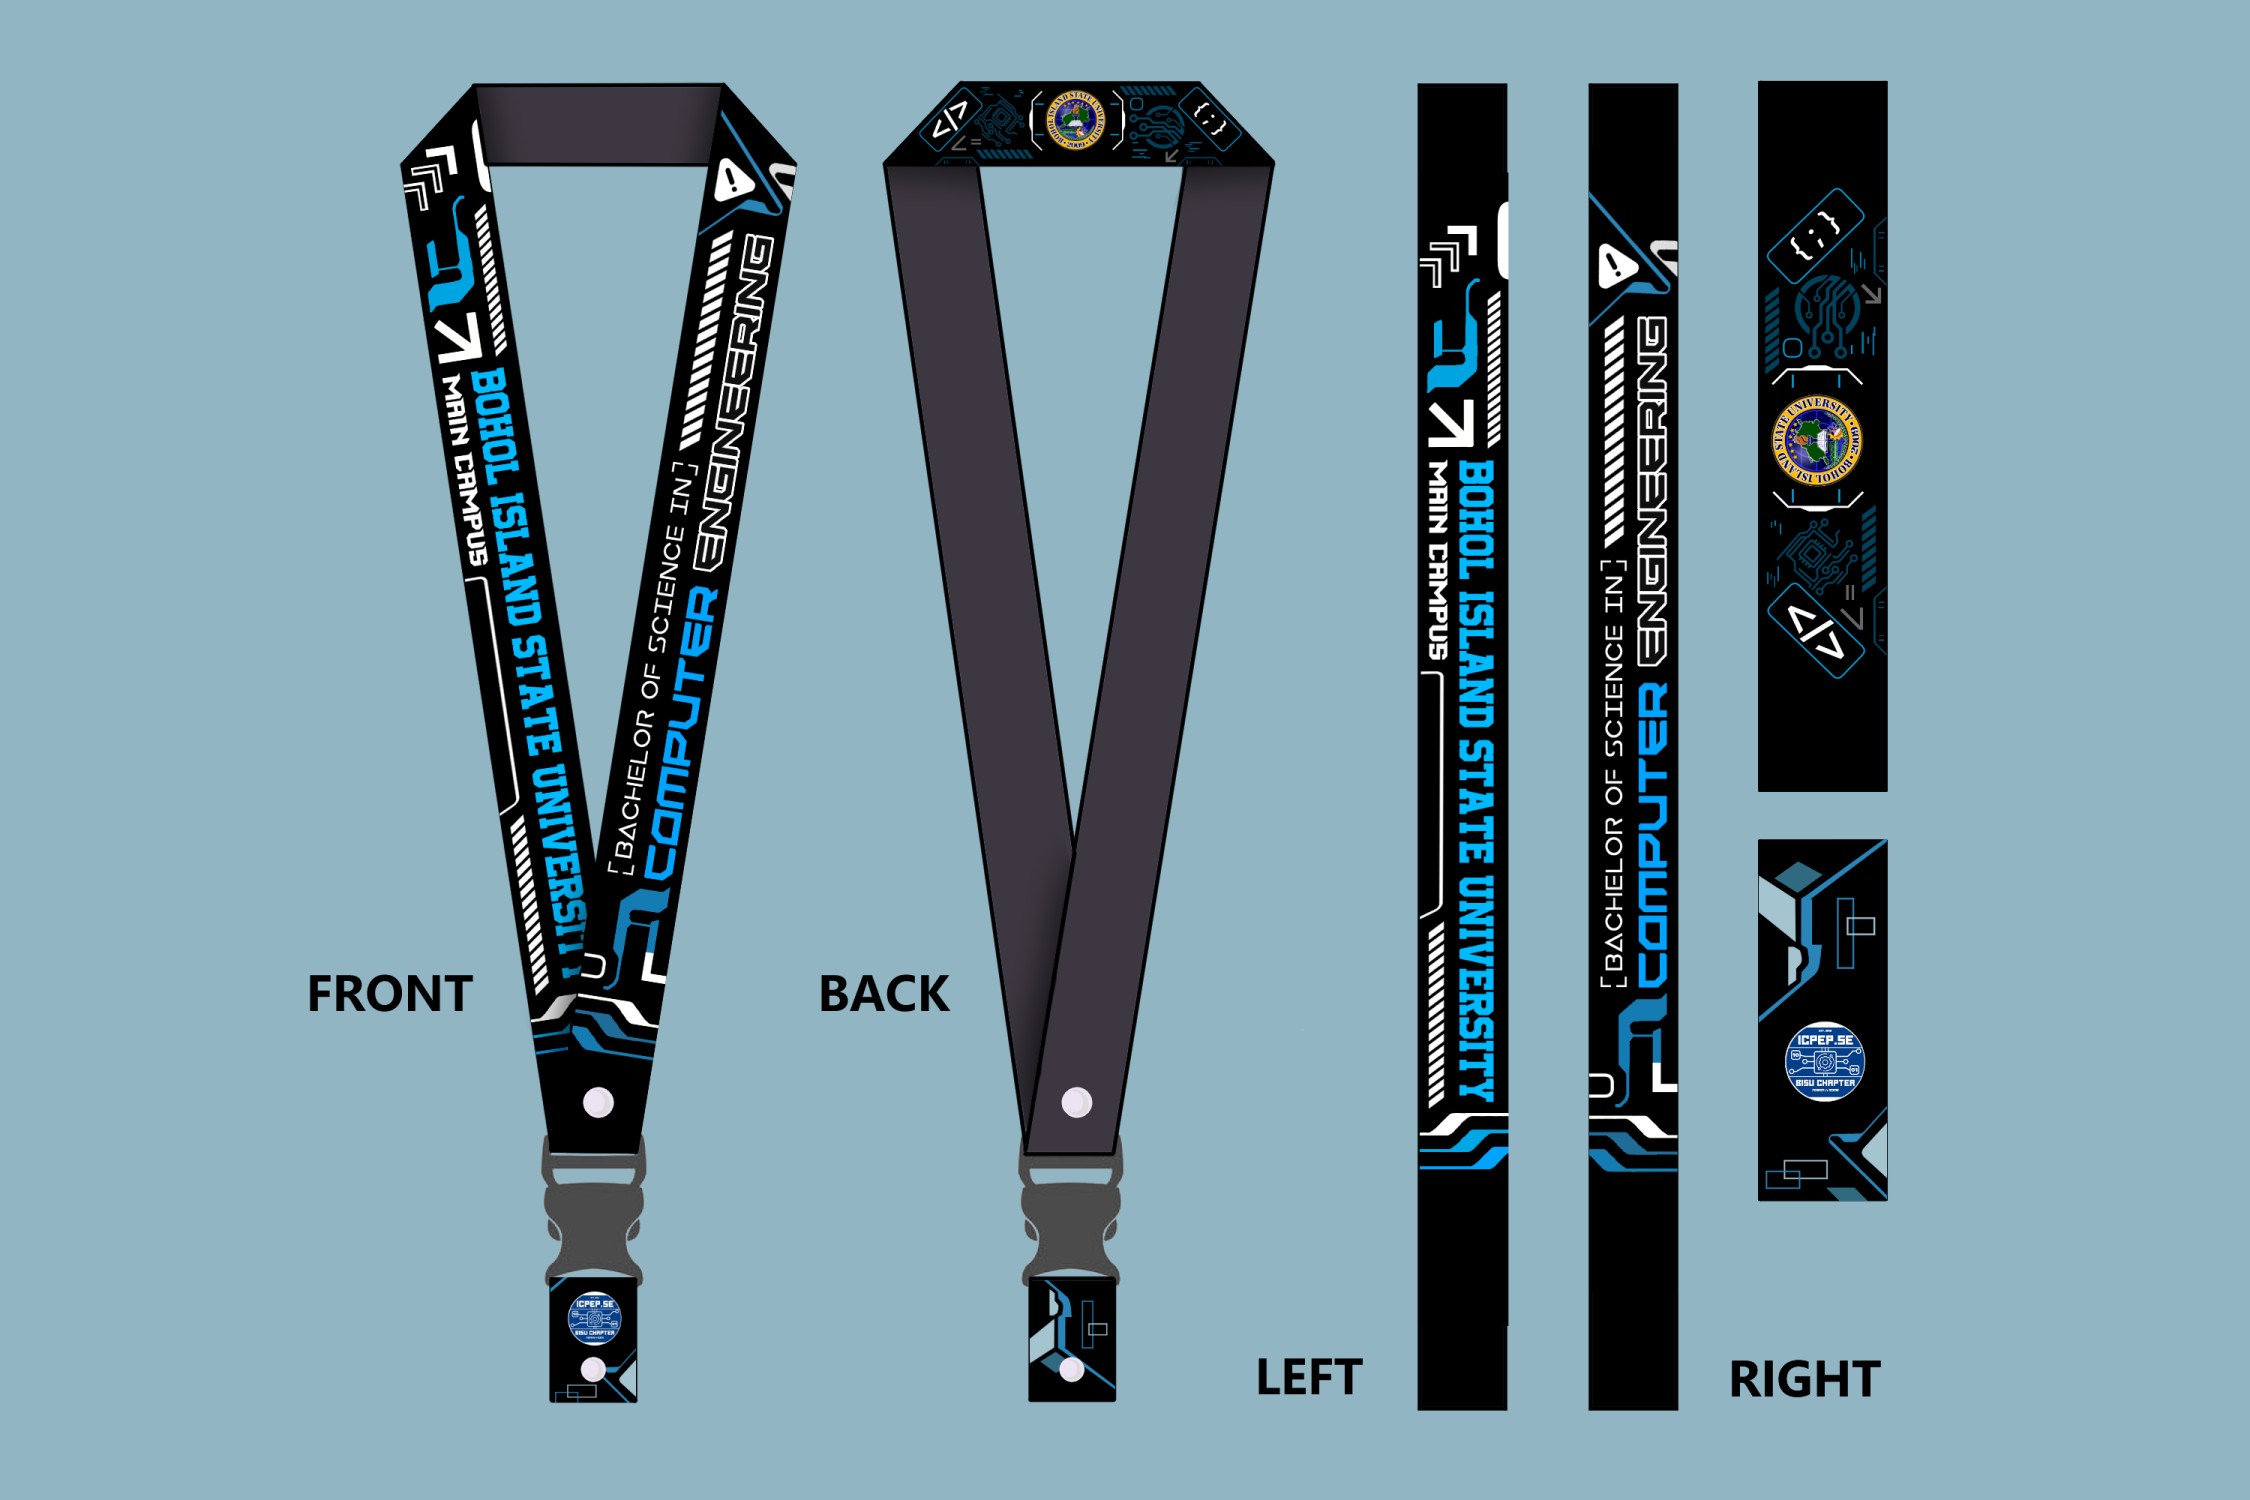 MAIN CAMPUS
BOHOL ISLAND STATE UNIVERSITY
[BACHELOR OF SCIENCE IN]
COMPUTER ENGINEERING
ICPEP.SE
BISU CHAPTER
FRONT
</>
BOHOL ISLAND STATE UNIVERSITY
2009
{;}
BACK
MAIN CAMPUS
BOHOL ISLAND STATE UNIVERSITY
LEFT
[BACHELOR OF SCIENCE IN]
COMPUTER ENGINEERING
{;}
BOHOL ISLAND STATE UNIVERSITY
2009
</>
ICPEP.SE
BISU CHAPTER
RIGHT